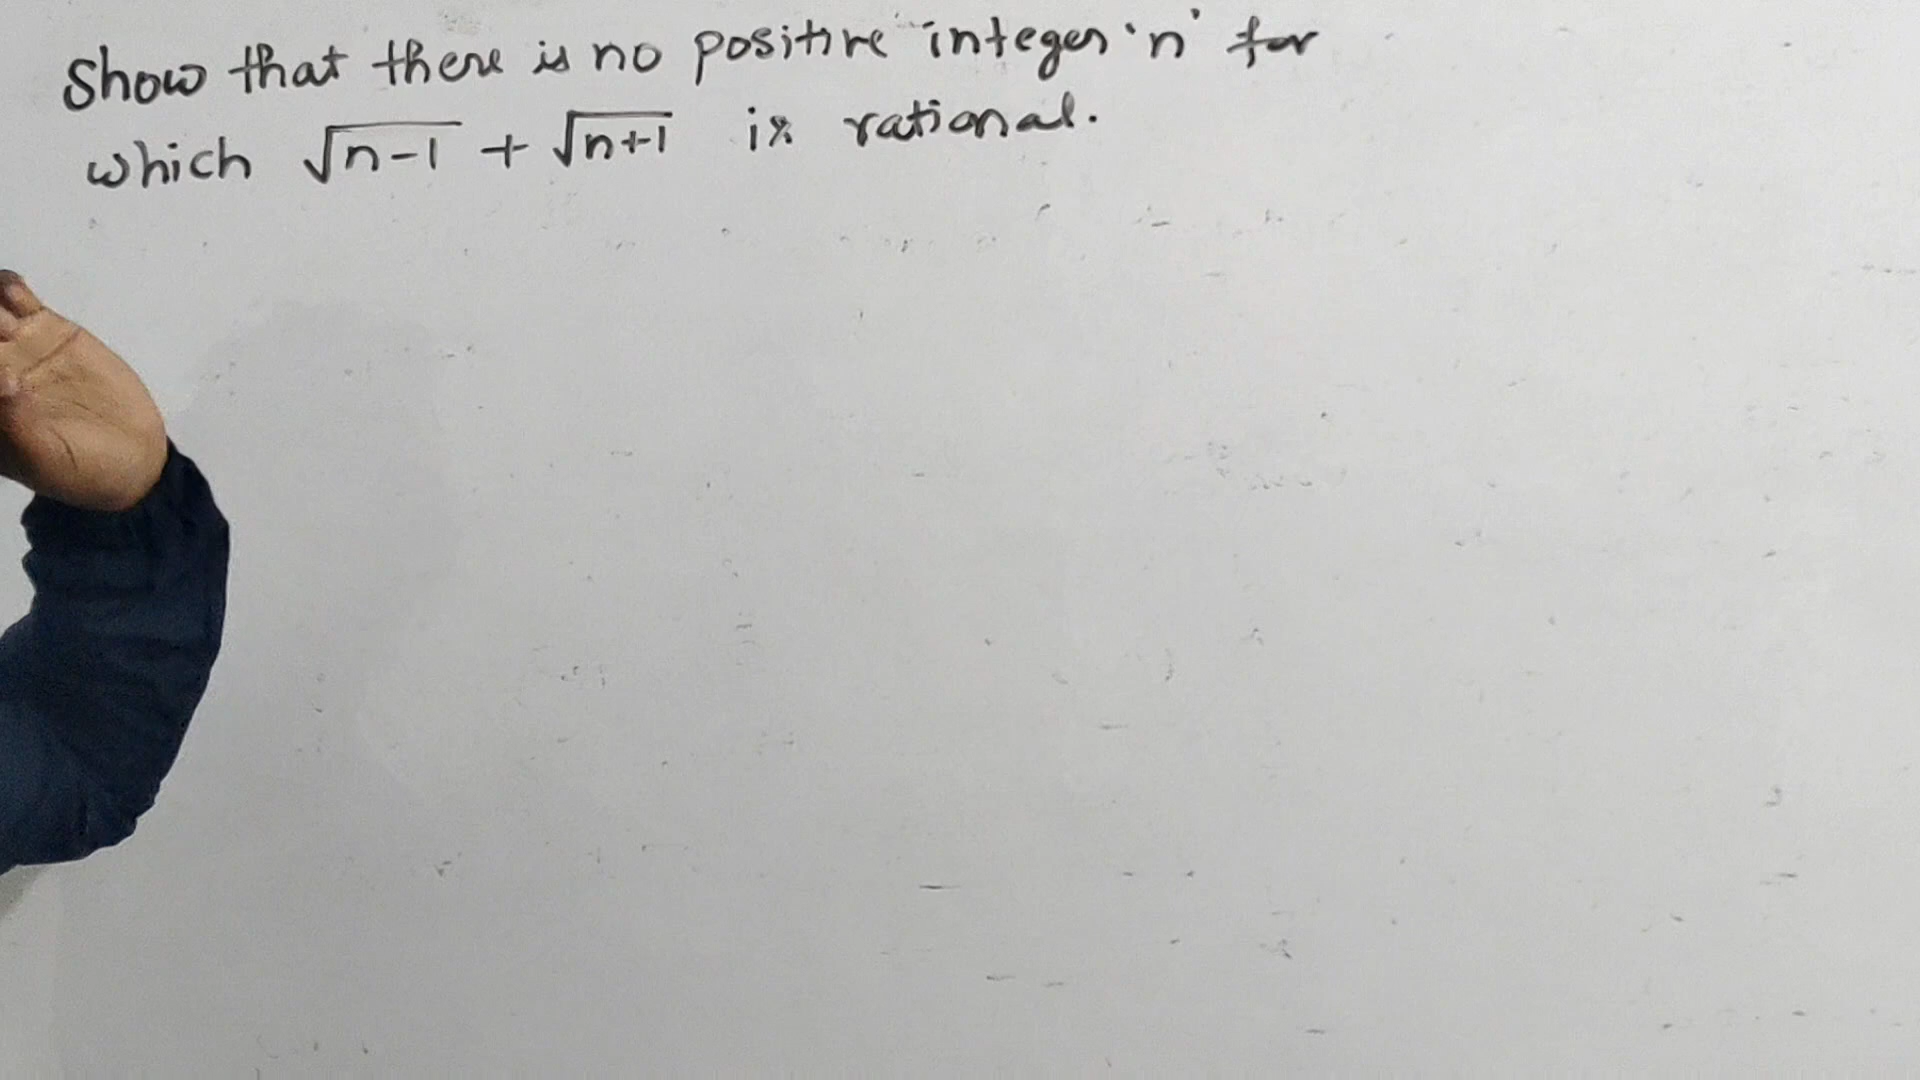 Show that there is no positive integer 'n' for
which √n-1 + √n+1 is rational.